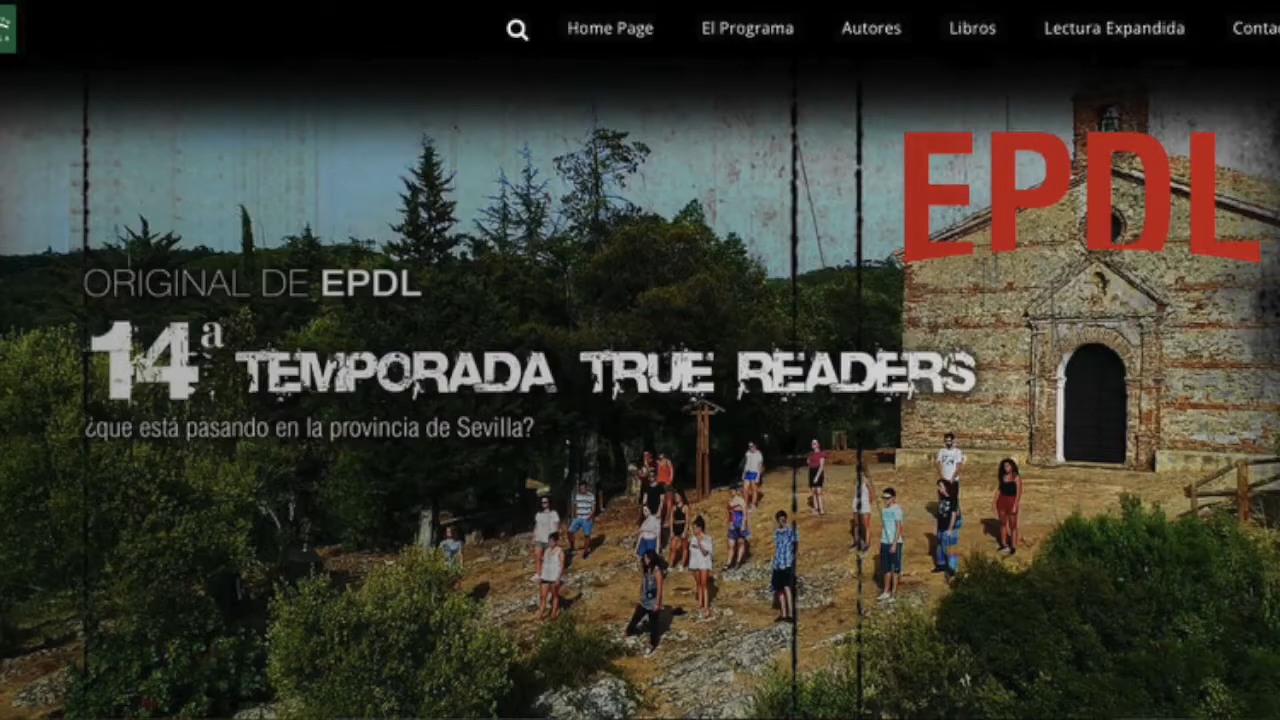 Home Page El Programa Autores Libros Lectura Expandida
EPDL
ORIGINAL DE EPDL
14ª TEMPORADA TRUE READERS
¿que está pasando en la provincia de Sevilla?